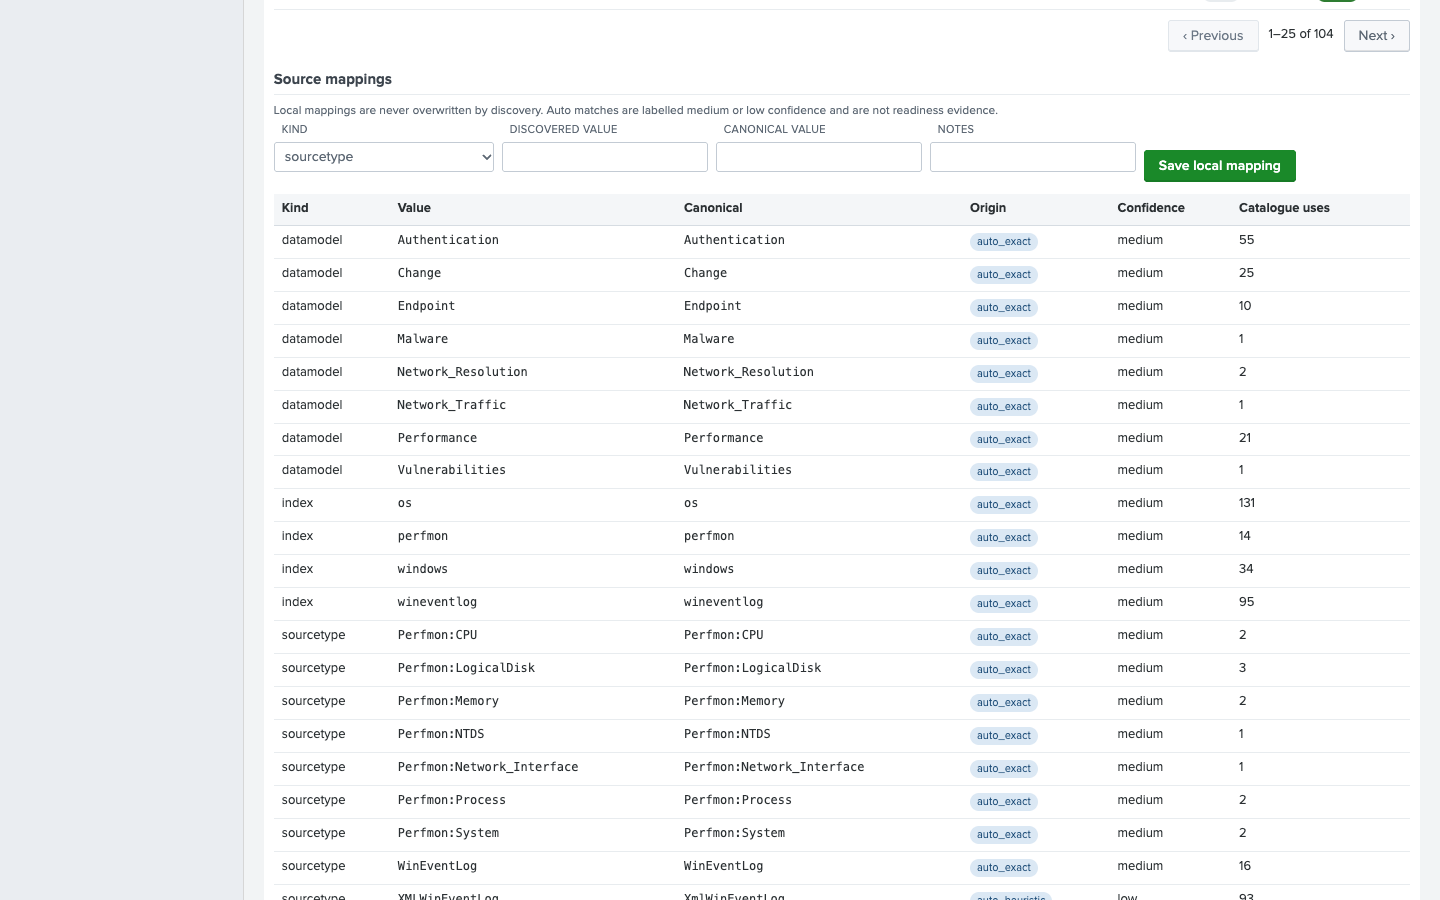 ‹ Previous 1–25 of 104 Next ›
Source mappings
Local mappings are never overwritten by discovery. Auto matches are labelled medium or low confidence and are not readiness evidence.
KIND DISCOVERED VALUE CANONICAL VALUE NOTES
sourcetype Save local mapping
Kind Value Canonical Origin Confidence Catalogue uses
datamodel Authentication Authentication auto_exact medium 55
datamodel Change Change auto_exact medium 25
datamodel Endpoint Endpoint auto_exact medium 10
datamodel Malware Malware auto_exact medium 1
datamodel Network_Resolution Network_Resolution auto_exact medium 2
datamodel Network_Traffic Network_Traffic auto_exact medium 1
datamodel Performance Performance auto_exact medium 21
datamodel Vulnerabilities Vulnerabilities auto_exact medium 1
index os os auto_exact medium 131
index perfmon perfmon auto_exact medium 14
index windows windows auto_exact medium 34
index wineventlog wineventlog auto_exact medium 95
sourcetype Perfmon:CPU Perfmon:CPU auto_exact medium 2
sourcetype Perfmon:LogicalDisk Perfmon:LogicalDisk auto_exact medium 3
sourcetype Perfmon:Memory Perfmon:Memory auto_exact medium 2
sourcetype Perfmon:NTDS Perfmon:NTDS auto_exact medium 1
sourcetype Perfmon:Network_Interface Perfmon:Network_Interface auto_exact medium 1
sourcetype Perfmon:Process Perfmon:Process auto_exact medium 2
sourcetype Perfmon:System Perfmon:System auto_exact medium 2
sourcetype WinEventLog WinEventLog auto_exact medium 16
sourcetype XMLWinEventLog XmlWinEventLog auto_heuristic low 93